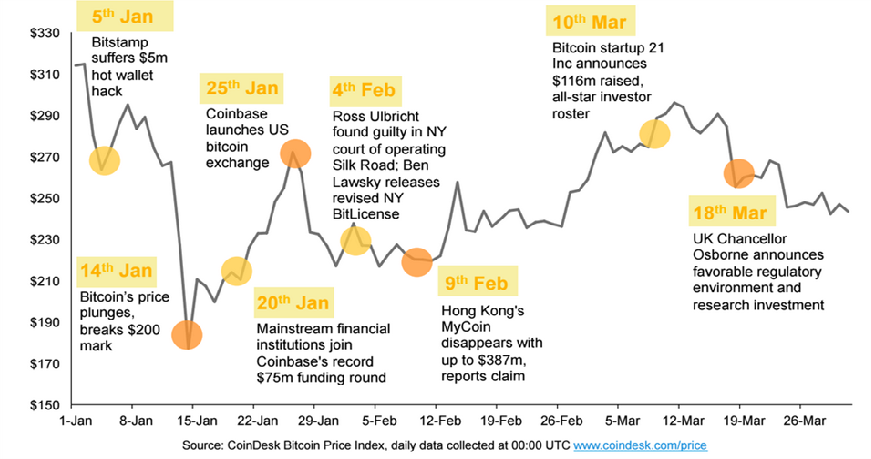 5th Jan
Bitstamp
suffers $5m
hot wallet
hack
25th Jan
Coinbase
launches US
bitcoin
exchange
4th Feb
Ross Ulbricht
found guilty in NY
court of operating
Silk Road; Ben
Lawsky releases
revised NY
BitLicense
10th Mar
Bitcoin startup 21
Inc announces
$116m raised,
all-star investor
roster
14th Jan
Bitcoin's price
plunges,
breaks $200
mark
20th Jan
Mainstream financial
institutions join
Coinbase's record
$75m funding round
9th Feb
Hong Kong's
MyCoin
disappears with
up to $387m,
reports claim
18th Mar
UK Chancellor
Osborne announces
favorable regulatory
environment and
research investment
$330
$310
$290
$270
$250
$230
$210
$190
$170
$150
1-Jan 8-Jan 15-Jan 22-Jan 29-Jan 5-Feb 12-Feb 19-Feb 26-Feb 5-Mar 12-Mar 19-Mar 26-Mar
Source: CoinDesk Bitcoin Price Index, daily data collected at 00:00 UTC www.coindesk.com/price